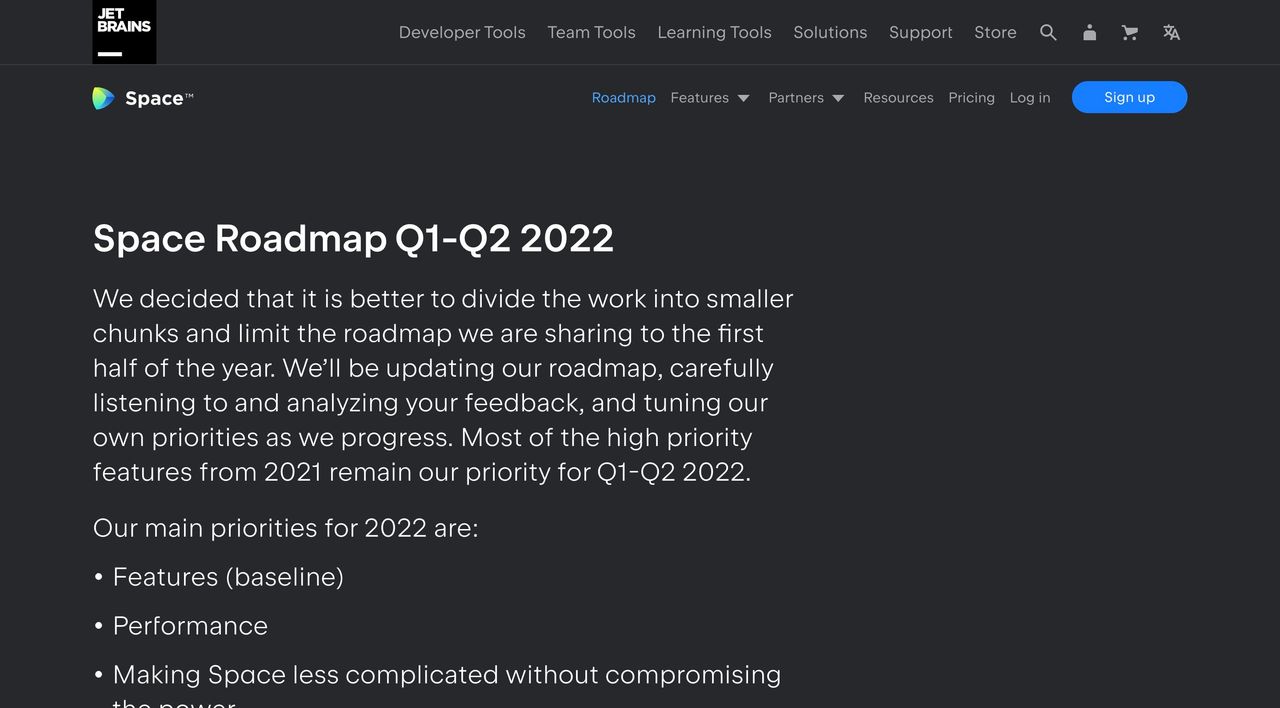 JET
BRAINS
Developer Tools Team Tools Learning Tools Solutions Support Store
Space™
Roadmap Features Partners Resources Pricing Log in Sign up
Space Roadmap Q1-Q2 2022
We decided that it is better to divide the work into smaller
chunks and limit the roadmap we are sharing to the first
half of the year. We’ll be updating our roadmap, carefully
listening to and analyzing your feedback, and tuning our
own priorities as we progress. Most of the high priority
features from 2021 remain our priority for Q1-Q2 2022.
Our main priorities for 2022 are:
• Features (baseline)
• Performance
• Making Space less complicated without compromising
the power